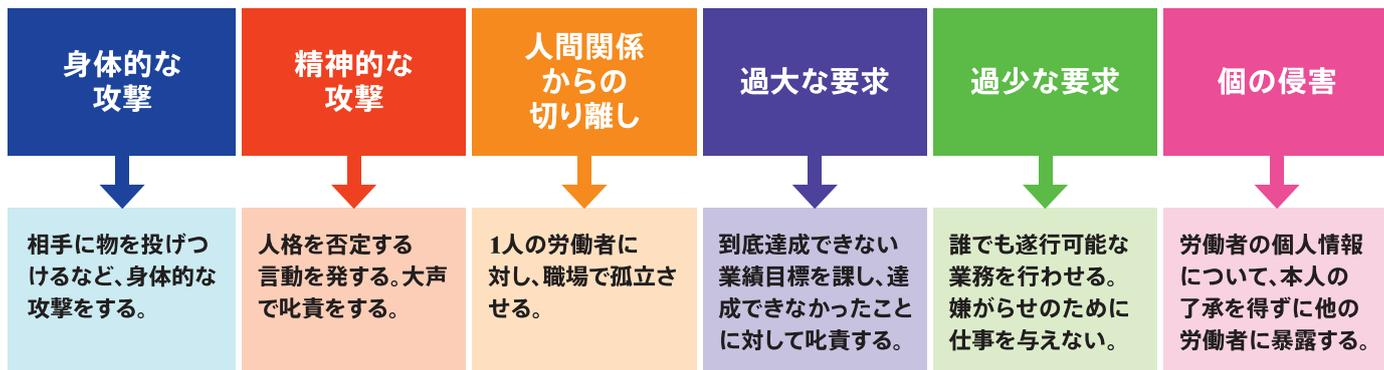 身体的な
攻撃
相手に物を投げつ
けるなど、身体的な
攻撃をする。
精神的な
攻撃
人格を否定する
言動を発する。大声
で叱責をする。
人間関係
からの
切り離し
1人の労働者に
対し、職場で孤立さ
せる。
過大な要求
到底達成できない
業績目標を課し、達
成できなかったこと
に対して叱責する。
過少な要求
誰でも遂行可能な
業務を行わせる。
嫌がらせのために
仕事を与えない。
個の侵害
労働者の個人情報
について、本人の
了承を得ずに他の
労働者に暴露する。